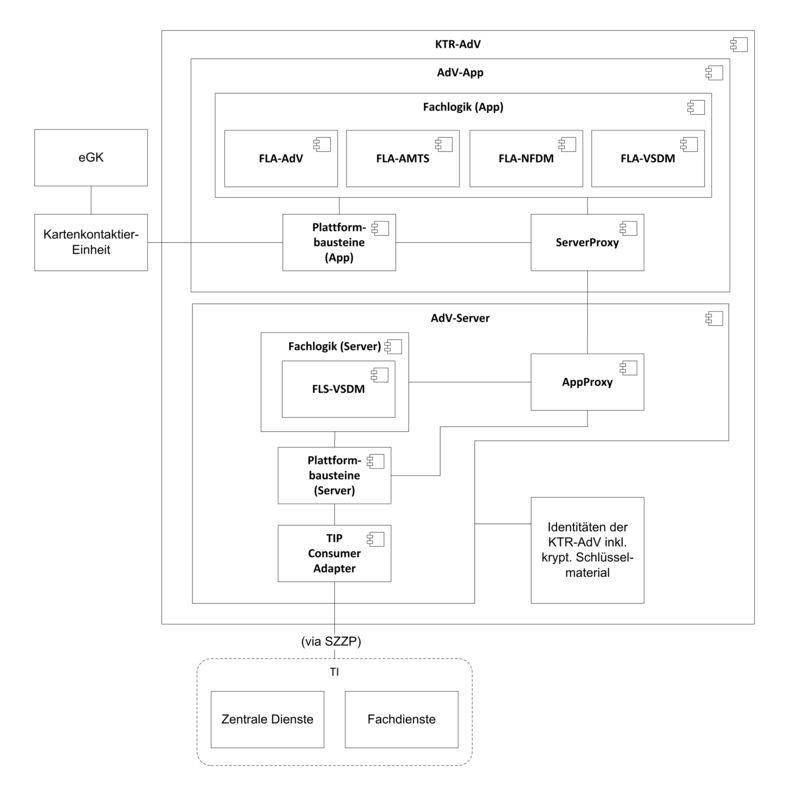 KTR-AdV
AdV-App
Fachlogik (App)
FLA-AdV
FLA-AMTS
FLA-NFDM
FLA-VSDM
eGK
Kartenkontaktier-
Einheit
Plattform-
bausteine
(App)
ServerProxy
AdV-Server
Fachlogik (Server)
FLS-VSDM
AppProxy
Plattform-
bausteine
(Server)
TIP
Consumer
Adapter
Identitäten der
KTR-AdV inkl.
krypt. Schlüssel-
material
(via SZZP)
TI
Zentrale Dienste
Fachdienste